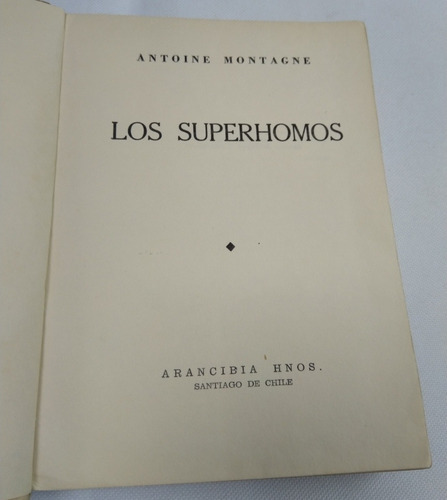 ANTOINE MONTAGNE
LOS SUPERHOMOS
ARANCIBIA HNOS.
SANTIAGO DE CHILE